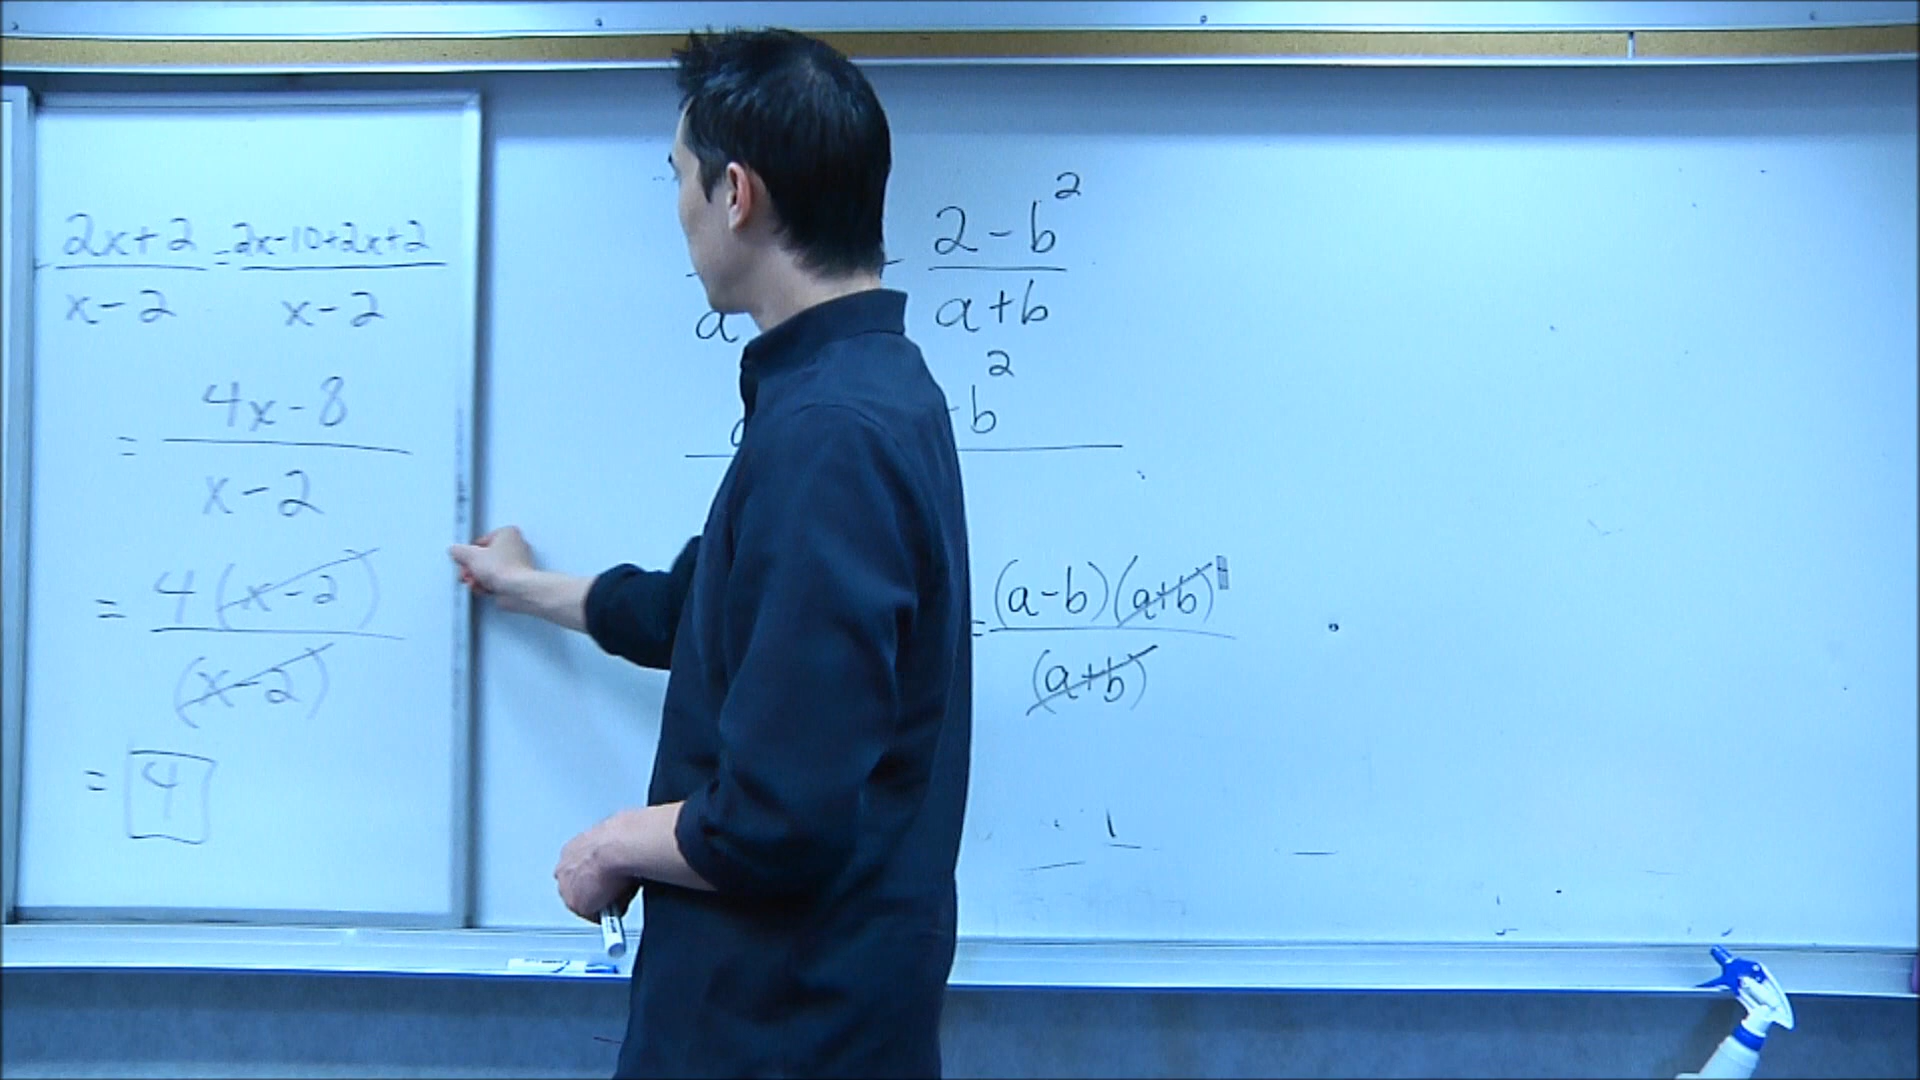 2x+2 = 2x-10+2x+2
x-2 x-2
= 4x-8
x-2
= 4(x-2)
(x-2)
= 4
2-b²
a a+b
b²
= (a-b)(a+b)
(a+b)